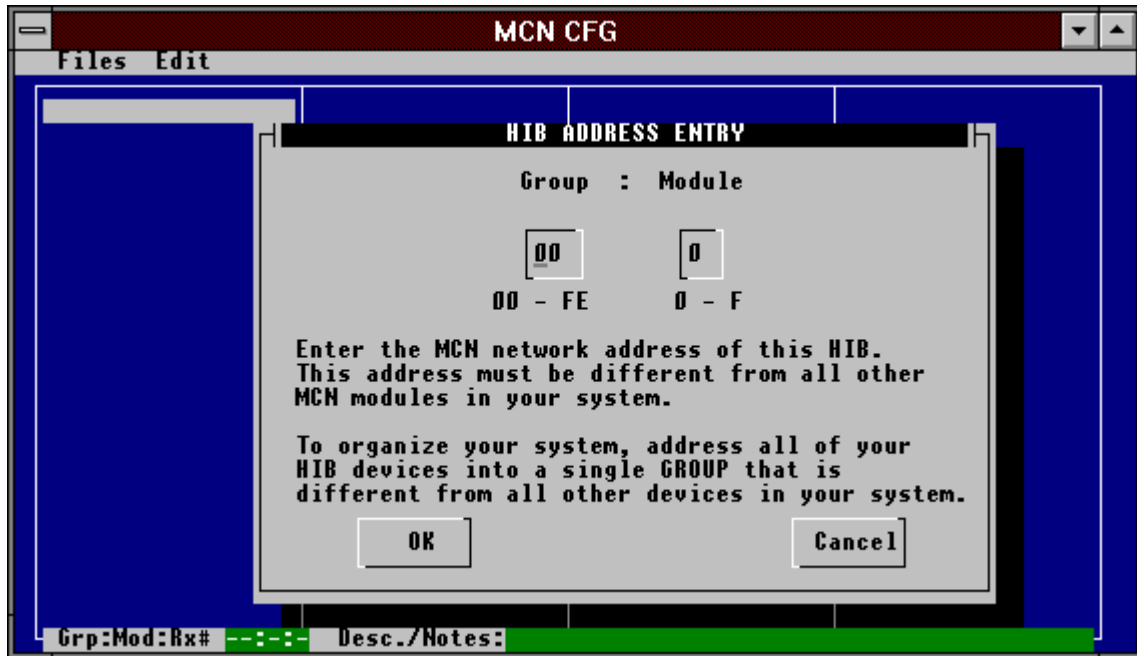 MCN CFG
Files Edit
HIB ADDRESS ENTRY
Group : Module
00 0
00 - FE 0 - F
Enter the MCN network address of this HIB.
This address must be different from all other
MCN modules in your system.
To organize your system, address all of your
HIB devices into a single GROUP that is
different from all other devices in your system.
OK Cancel
Grp:Mod:Rx# --:-:- Desc./Notes: